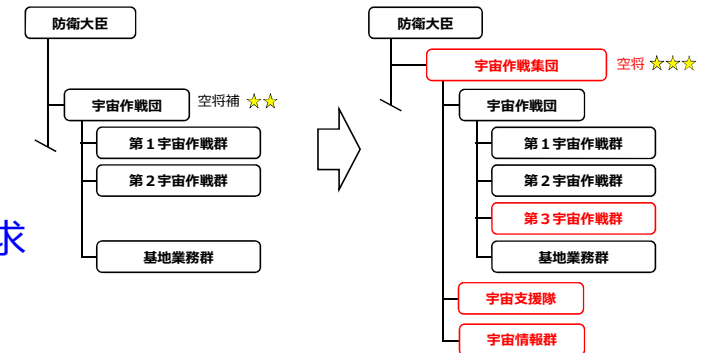 防衛大臣
宇宙作戦団
空将補 ☆☆
第1宇宙作戦群
第2宇宙作戦群
基地業務群
求
防衛大臣
宇宙作戦集団
空将 ☆☆☆
宇宙作戦団
第1宇宙作戦群
第2宇宙作戦群
第3宇宙作戦群
基地業務群
宇宙支援隊
宇宙情報群